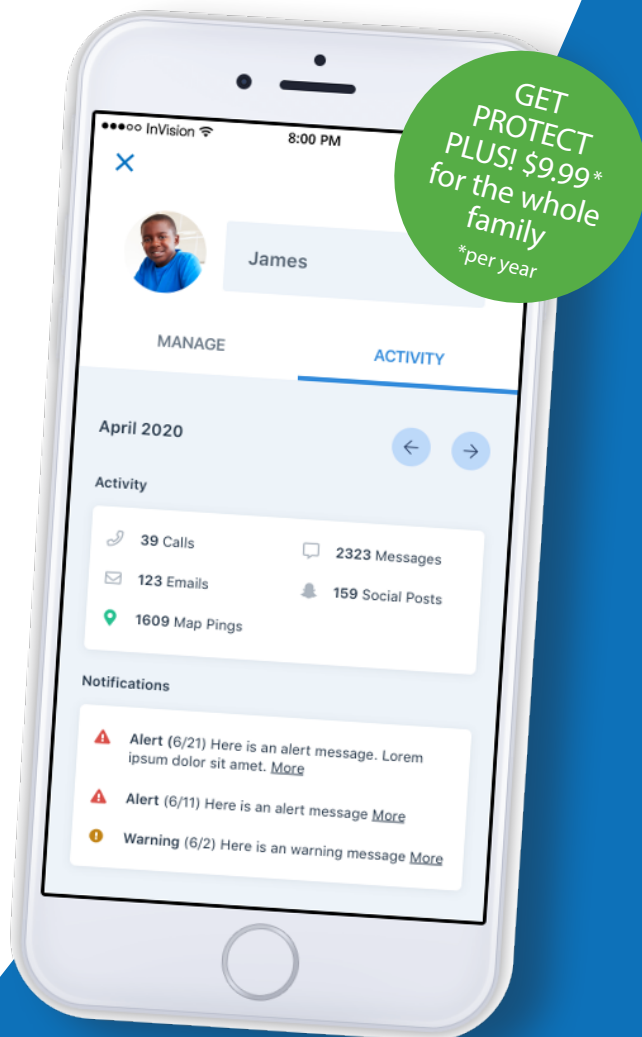 GET
PROTECT
PLUS! $9.99*
for the whole
family
*per year
InVision
8:00 PM
James
MANAGE
ACTIVITY
April 2020
Activity
39 Calls
2323 Messages
123 Emails
159 Social Posts
1609 Map Pings
Notifications
Alert (6/21) Here is an alert message. Lorem
ipsum dolor sit amet. More
Alert (6/11) Here is an alert message More
Warning (6/2) Here is an warning message More